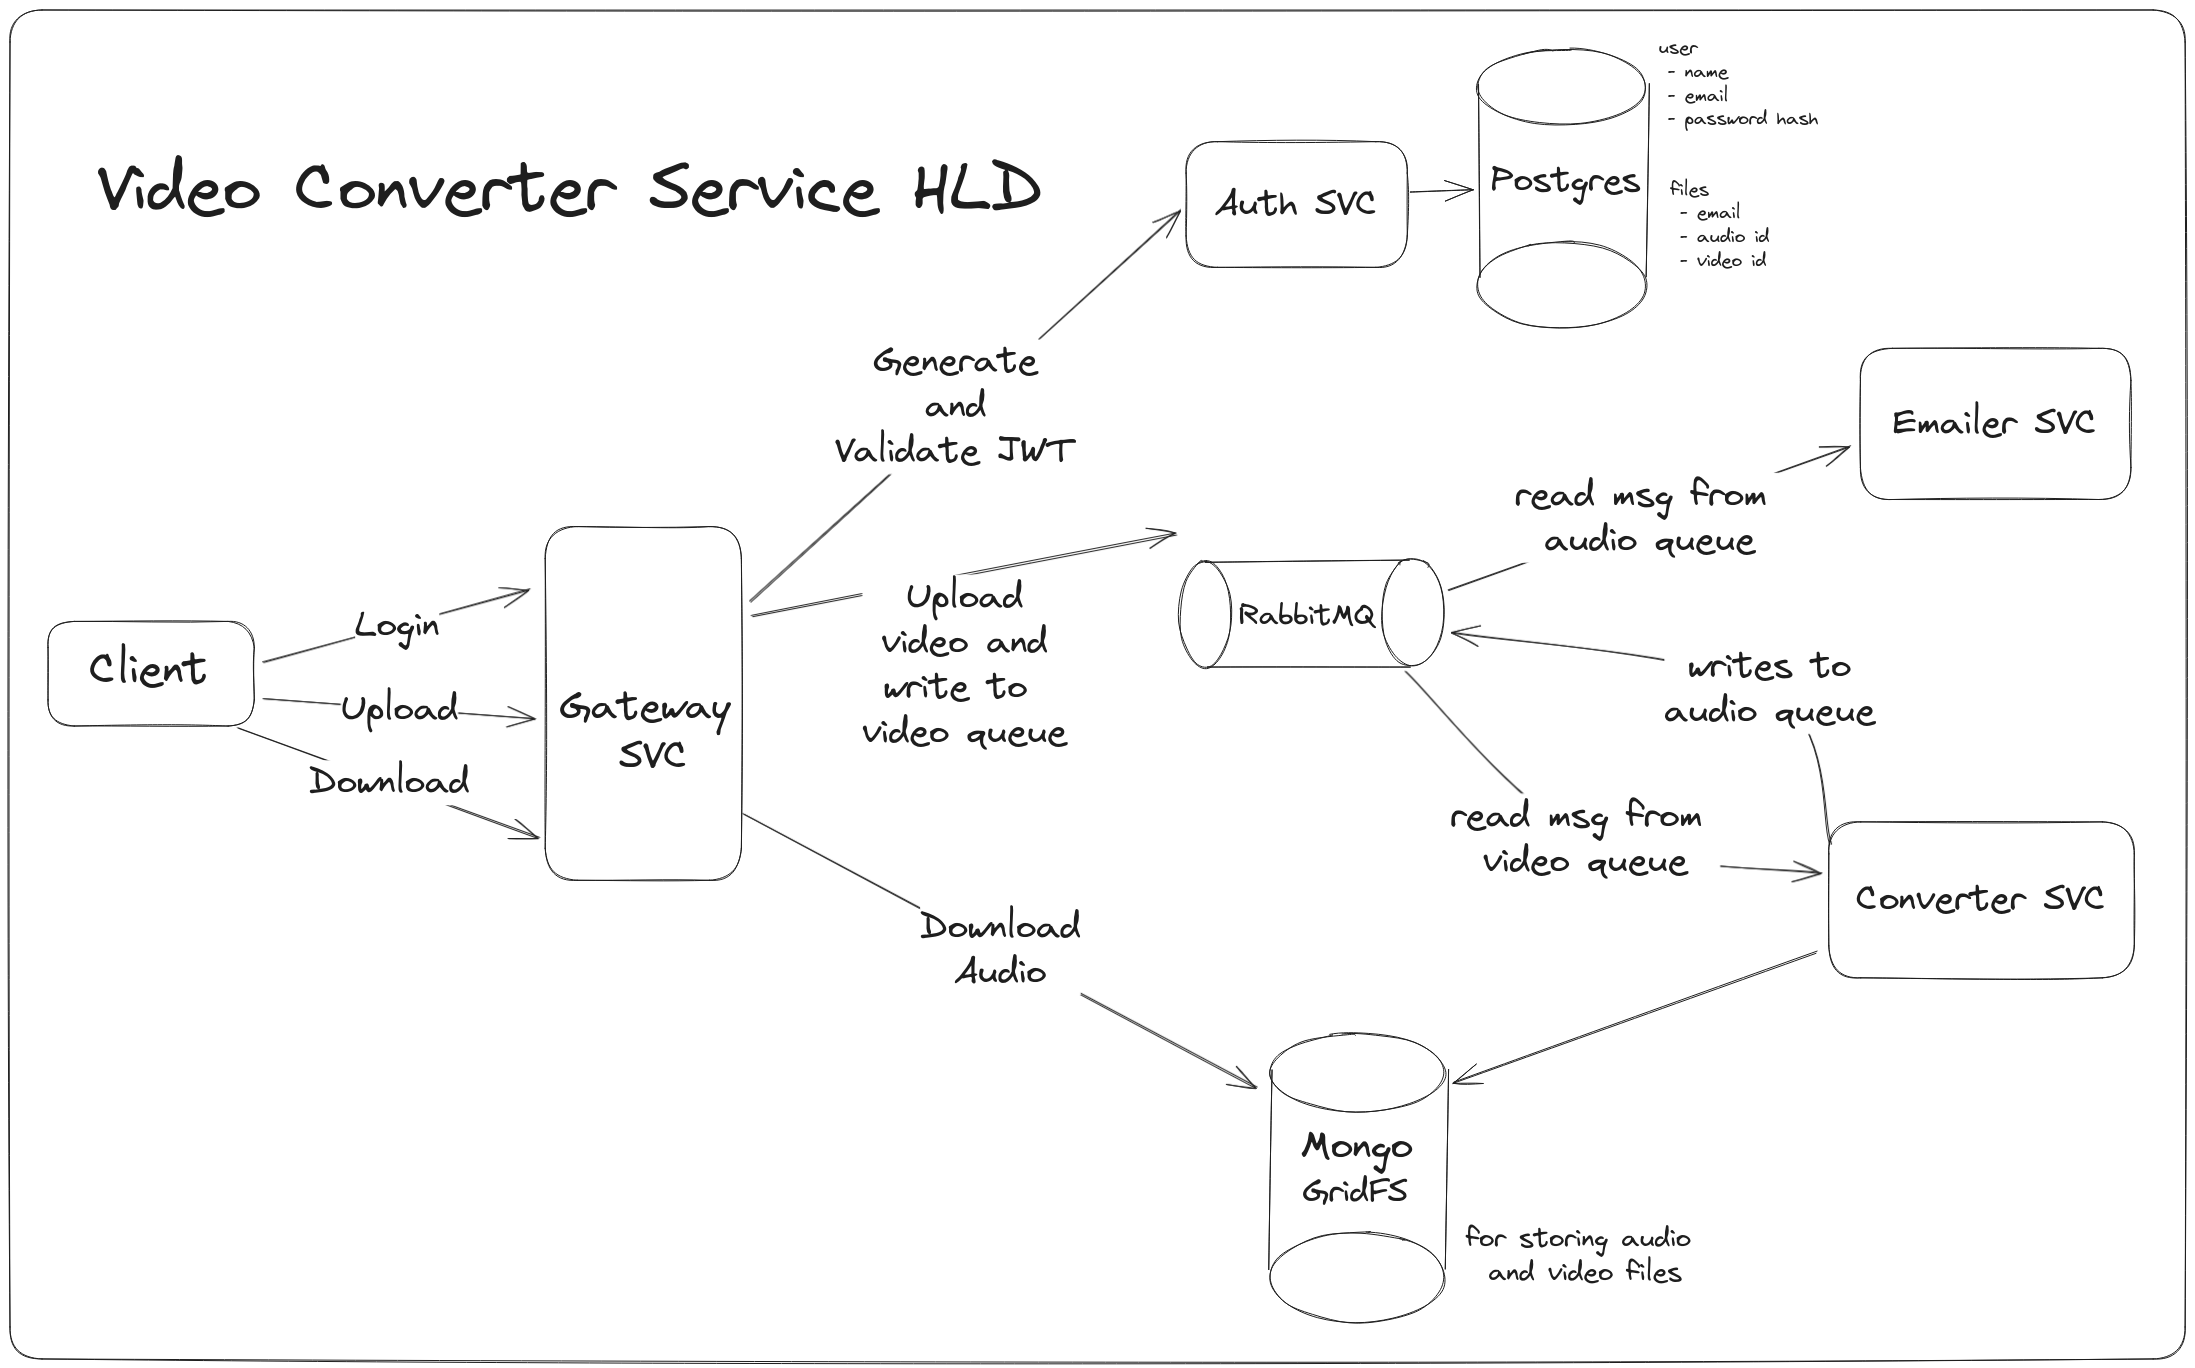 Video Converter Service HLD
user
- name
- email
- password hash
Postgres
files
- email
- audio id
- video id
Auth SVC
Generate
and
Validate JWT
Emailer SVC
read msg from
audio queue
Login
Client
Upload
Download
Gateway
SVC
Upload
video and
write to
video queue
RabbitMQ
writes to
audio queue
read msg from
video queue
Converter SVC
Download
Audio
Mongo
GridFS
for storing audio
and video files